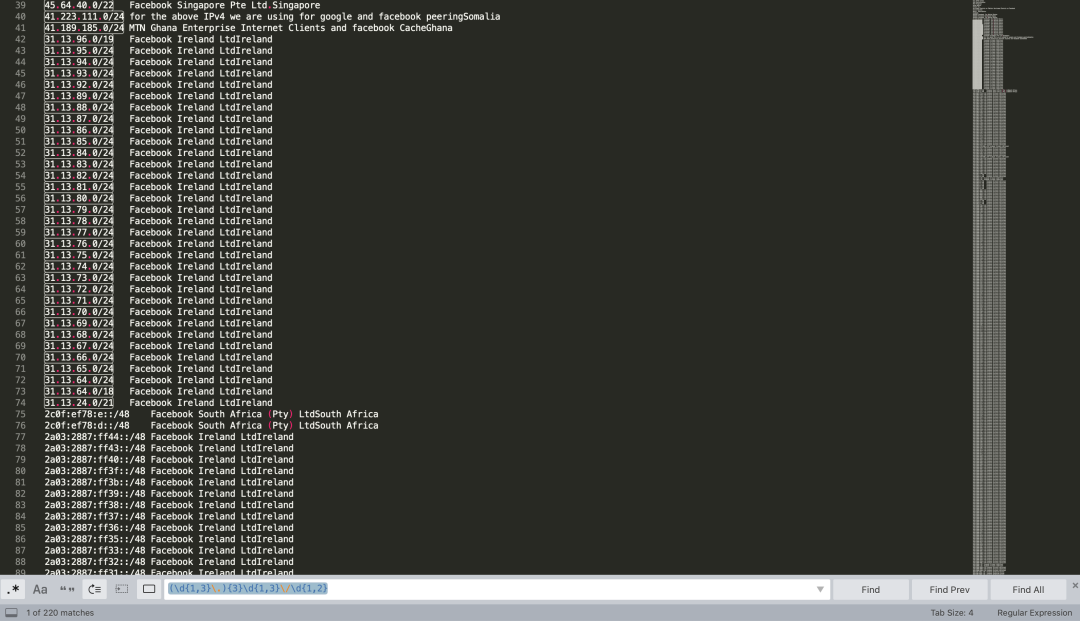 39 45.64.40.0/22 Facebook Singapore Pte Ltd.Singapore
40 41.223.111.0/24 for the above IPv4 we are using for google and facebook peeringSomalia
41 41.189.185.0/24 MTN Ghana Enterprise Internet Clients and facebook CacheGhana
42 31.13.96.0/19 Facebook Ireland LtdIreland
43 31.13.95.0/24 Facebook Ireland LtdIreland
44 31.13.94.0/24 Facebook Ireland LtdIreland
45 31.13.93.0/24 Facebook Ireland LtdIreland
46 31.13.92.0/24 Facebook Ireland LtdIreland
47 31.13.89.0/24 Facebook Ireland LtdIreland
48 31.13.88.0/24 Facebook Ireland LtdIreland
49 31.13.87.0/24 Facebook Ireland LtdIreland
50 31.13.86.0/24 Facebook Ireland LtdIreland
51 31.13.85.0/24 Facebook Ireland LtdIreland
52 31.13.84.0/24 Facebook Ireland LtdIreland
53 31.13.83.0/24 Facebook Ireland LtdIreland
54 31.13.82.0/24 Facebook Ireland LtdIreland
55 31.13.81.0/24 Facebook Ireland LtdIreland
56 31.13.80.0/24 Facebook Ireland LtdIreland
57 31.13.79.0/24 Facebook Ireland LtdIreland
58 31.13.78.0/24 Facebook Ireland LtdIreland
59 31.13.77.0/24 Facebook Ireland LtdIreland
60 31.13.76.0/24 Facebook Ireland LtdIreland
61 31.13.75.0/24 Facebook Ireland LtdIreland
62 31.13.74.0/24 Facebook Ireland LtdIreland
63 31.13.73.0/24 Facebook Ireland LtdIreland
64 31.13.72.0/24 Facebook Ireland LtdIreland
65 31.13.71.0/24 Facebook Ireland LtdIreland
66 31.13.70.0/24 Facebook Ireland LtdIreland
67 31.13.69.0/24 Facebook Ireland LtdIreland
68 31.13.68.0/24 Facebook Ireland LtdIreland
69 31.13.67.0/24 Facebook Ireland LtdIreland
70 31.13.66.0/24 Facebook Ireland LtdIreland
71 31.13.65.0/24 Facebook Ireland LtdIreland
72 31.13.64.0/24 Facebook Ireland LtdIreland
73 31.13.64.0/18 Facebook Ireland LtdIreland
74 31.13.24.0/21 Facebook Ireland LtdIreland
75 2c0f:ef78:e::/48 Facebook South Africa (Pty) LtdSouth Africa
76 2c0f:ef78:d::/48 Facebook South Africa (Pty) LtdSouth Africa
77 2a03:2887:ff44::/48 Facebook Ireland LtdIreland
78 2a03:2887:ff43::/48 Facebook Ireland LtdIreland
79 2a03:2887:ff40::/48 Facebook Ireland LtdIreland
80 2a03:2887:ff3f::/48 Facebook Ireland LtdIreland
81 2a03:2887:ff3b::/48 Facebook Ireland LtdIreland
82 2a03:2887:ff39::/48 Facebook Ireland LtdIreland
83 2a03:2887:ff38::/48 Facebook Ireland LtdIreland
84 2a03:2887:ff37::/48 Facebook Ireland LtdIreland
85 2a03:2887:ff36::/48 Facebook Ireland LtdIreland
86 2a03:2887:ff35::/48 Facebook Ireland LtdIreland
87 2a03:2887:ff33::/48 Facebook Ireland LtdIreland
88 2a03:2887:ff32::/48 Facebook Ireland LtdIreland
.* Aa “” (\d{1,3}\.){3}\d{1,3}\/\d{1,2} Find Find Prev Find All ×
1 of 220 matches Tab Size: 4 Regular Expression